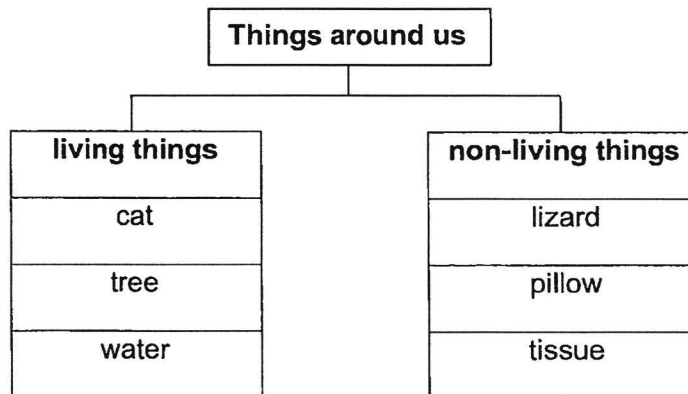 Things around us
living things
cat
tree
water
non-living things
lizard
pillow
tissue